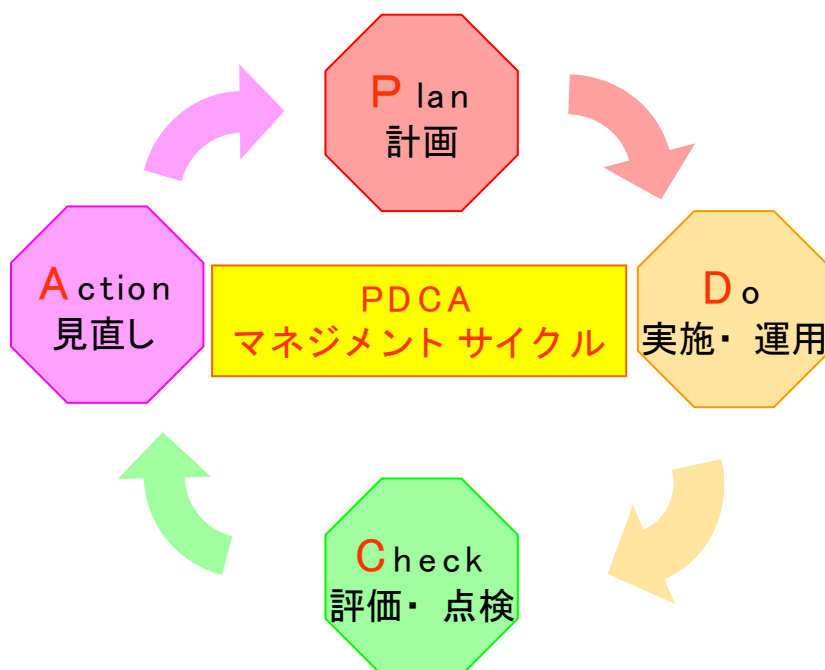 Plan
計画
Action
見直し
PDCA
マネジメントサイクル
Do
実施・運用
Check
評価・点検